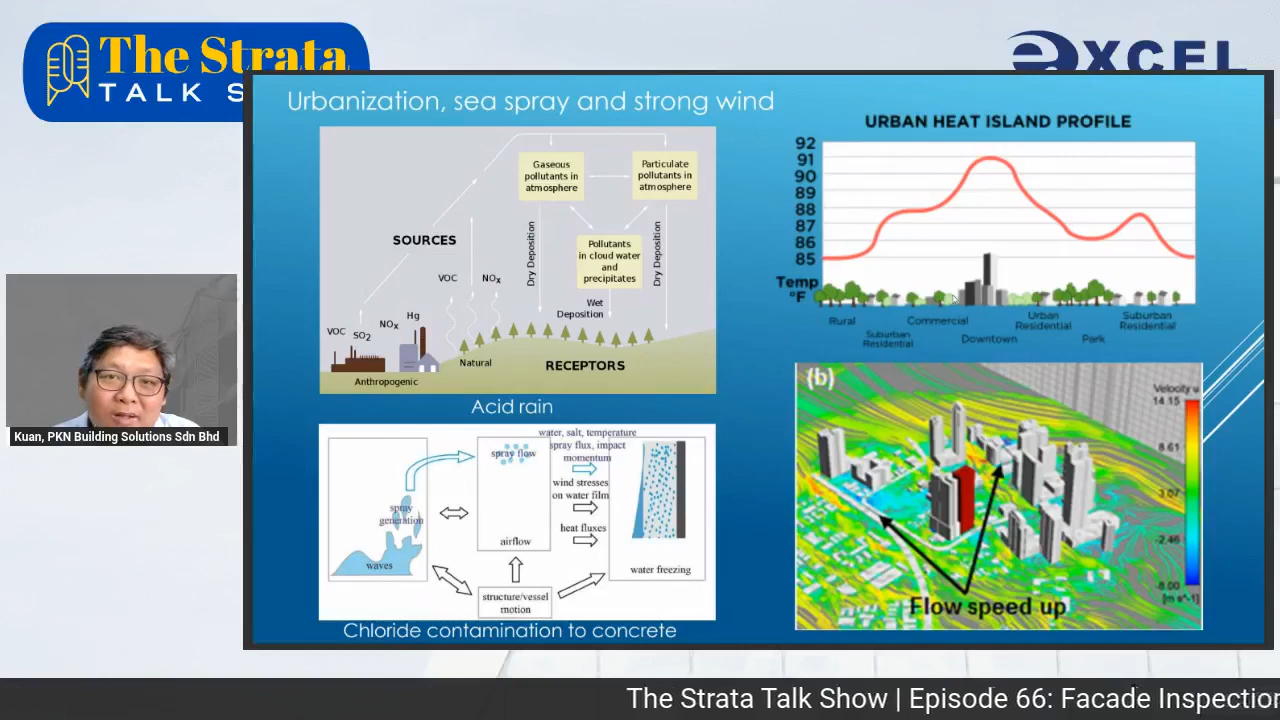 The Strata
TALK S
EXCEL
Urbanization, sea spray and strong wind
Gaseous
pollutants in
atmosphere
Particulate
pollutants in
atmosphere
SOURCES
Dry Deposition
Pollutants
in cloud water
and
precipitates
Dry Deposition
VOC
NOx
Wet
Deposition
VOC
SO2
NOx
Hg
Natural
RECEPTORS
Anthropogenic
Acid rain
water, salt, temperature
spray flux, impact
momentum
spray flow
wind stresses
on water film
spray
generation
heat fluxes
waves
airflow
water freezing
structure/vessel
motion
Chloride contamination to concrete
URBAN HEAT ISLAND PROFILE
92
91
90
89
88
87
86
85
Temp
°F
Rural
Suburban
Residential
Commercial
Downtown
Urban
Residential
Park
Suburban
Residential
(b)
Velocity u
14.15
8.61
3.07
-2.46
-8.00
[m s^-1]
Flow speed up
Kuan, PKN Building Solutions Sdn Bhd
The Strata Talk Show | Episode 66: Facade Inspection